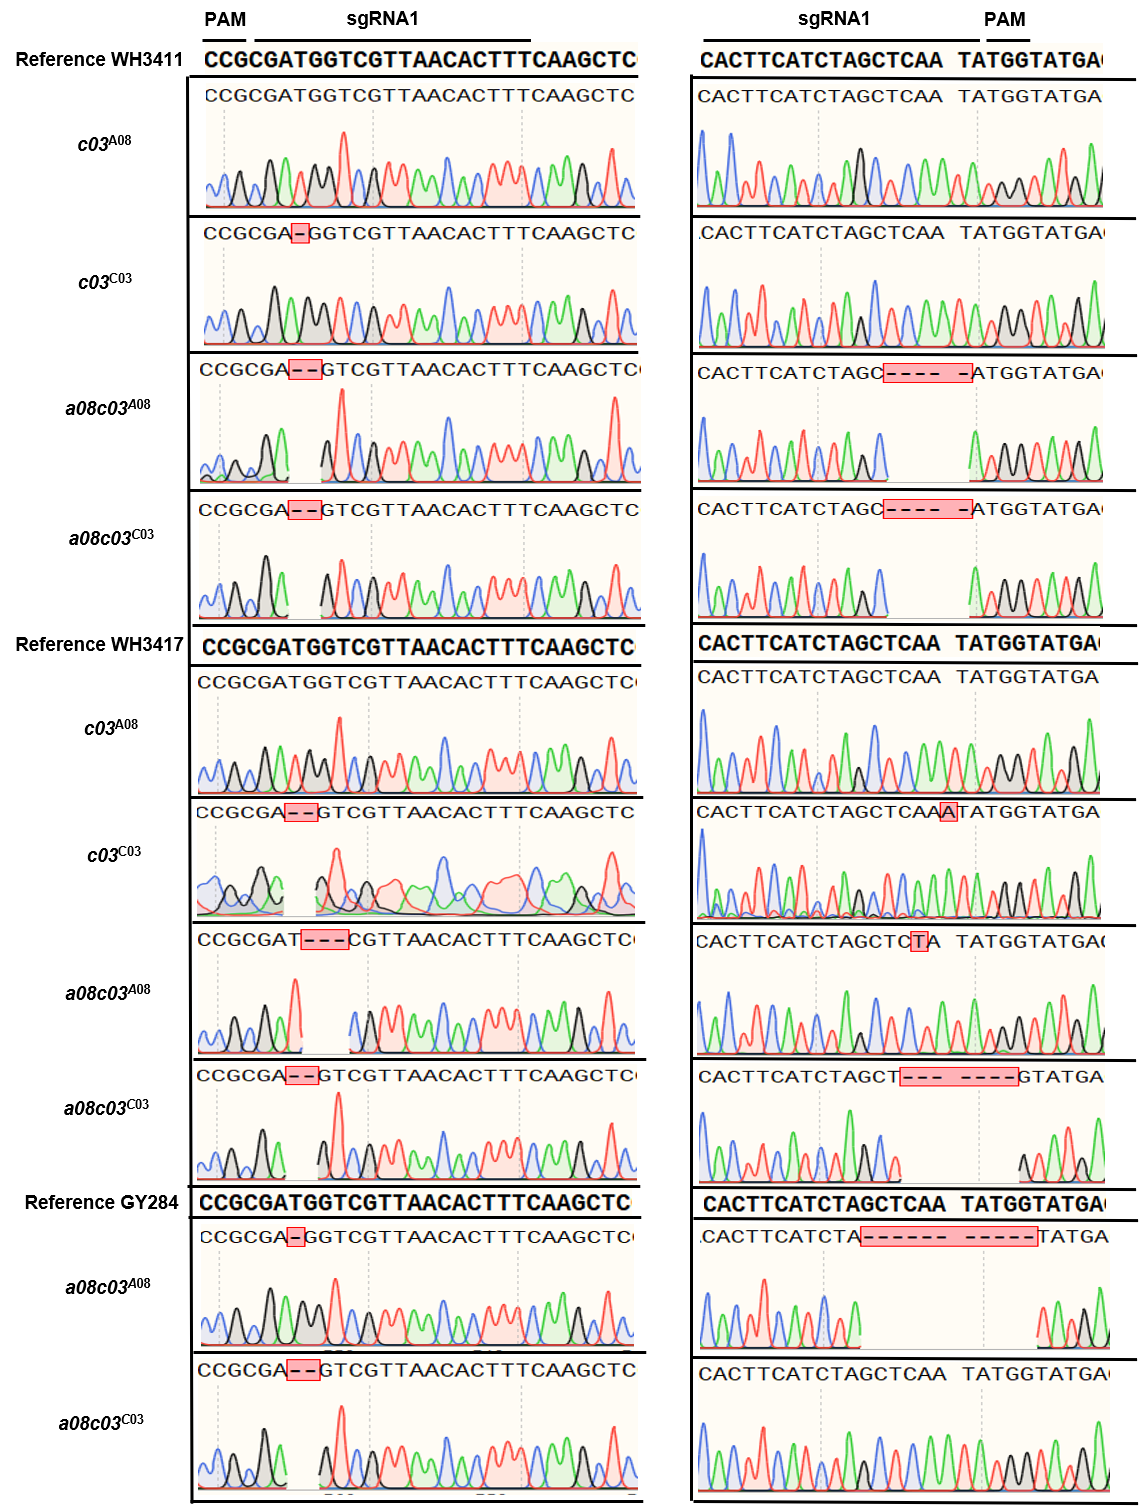 PAM sgRNA1 sgRNA1 PAM
Reference WH3411 CCGCGATGGTCGTTAACACTTTCAAGCTC CACTTCATCTAGCTCAA TATGGTATGA
c03A08 CCGCGATGGTCGTTAACACTTTCAAGCTC CACTTCATCTAGCTCAA TATGGTATGA
c03C03 CCGCGA-GGTCGTTAACACTTTCAAGCTC CACTTCATCTAGCTCAA TATGGTATGA
a08c03A08 CCGCGA--GTCGTTAACACTTTCAAGCTC CACTTCATCTAGC---- -ATGGTATGA
a08c03C03 CCGCGA--GTCGTTAACACTTTCAAGCTC CACTTCATCTAGC---- -ATGGTATGA
Reference WH3417 CCGCGATGGTCGTTAACACTTTCAAGCTC CACTTCATCTAGCTCAA TATGGTATGA
c03A08 CCGCGATGGTCGTTAACACTTTCAAGCTC CACTTCATCTAGCTCAA TATGGTATGA
c03C03 CCGCGA--GTCGTTAACACTTTCAAGCTC CACTTCATCTAGCTCAAATATGGTATGA
a08c03A08 CCGCGAT---CGTTAACACTTTCAAGCTC CACTTCATCTAGCTCTA TATGGTATGA
a08c03C03 CCGCGA--GTCGTTAACACTTTCAAGCTC CACTTCATCTAGCT--- ----GTATGA
Reference GY284 CCGCGATGGTCGTTAACACTTTCAAGCTC CACTTCATCTAGCTCAA TATGGTATGA
a08c03A08 CCGCGA-GGTCGTTAACACTTTCAAGCTC CACTTCATCTA------ -----TATGA
a08c03C03 CCGCGA--GTCGTTAACACTTTCAAGCTC CACTTCATCTAGCTCAA TATGGTATGA